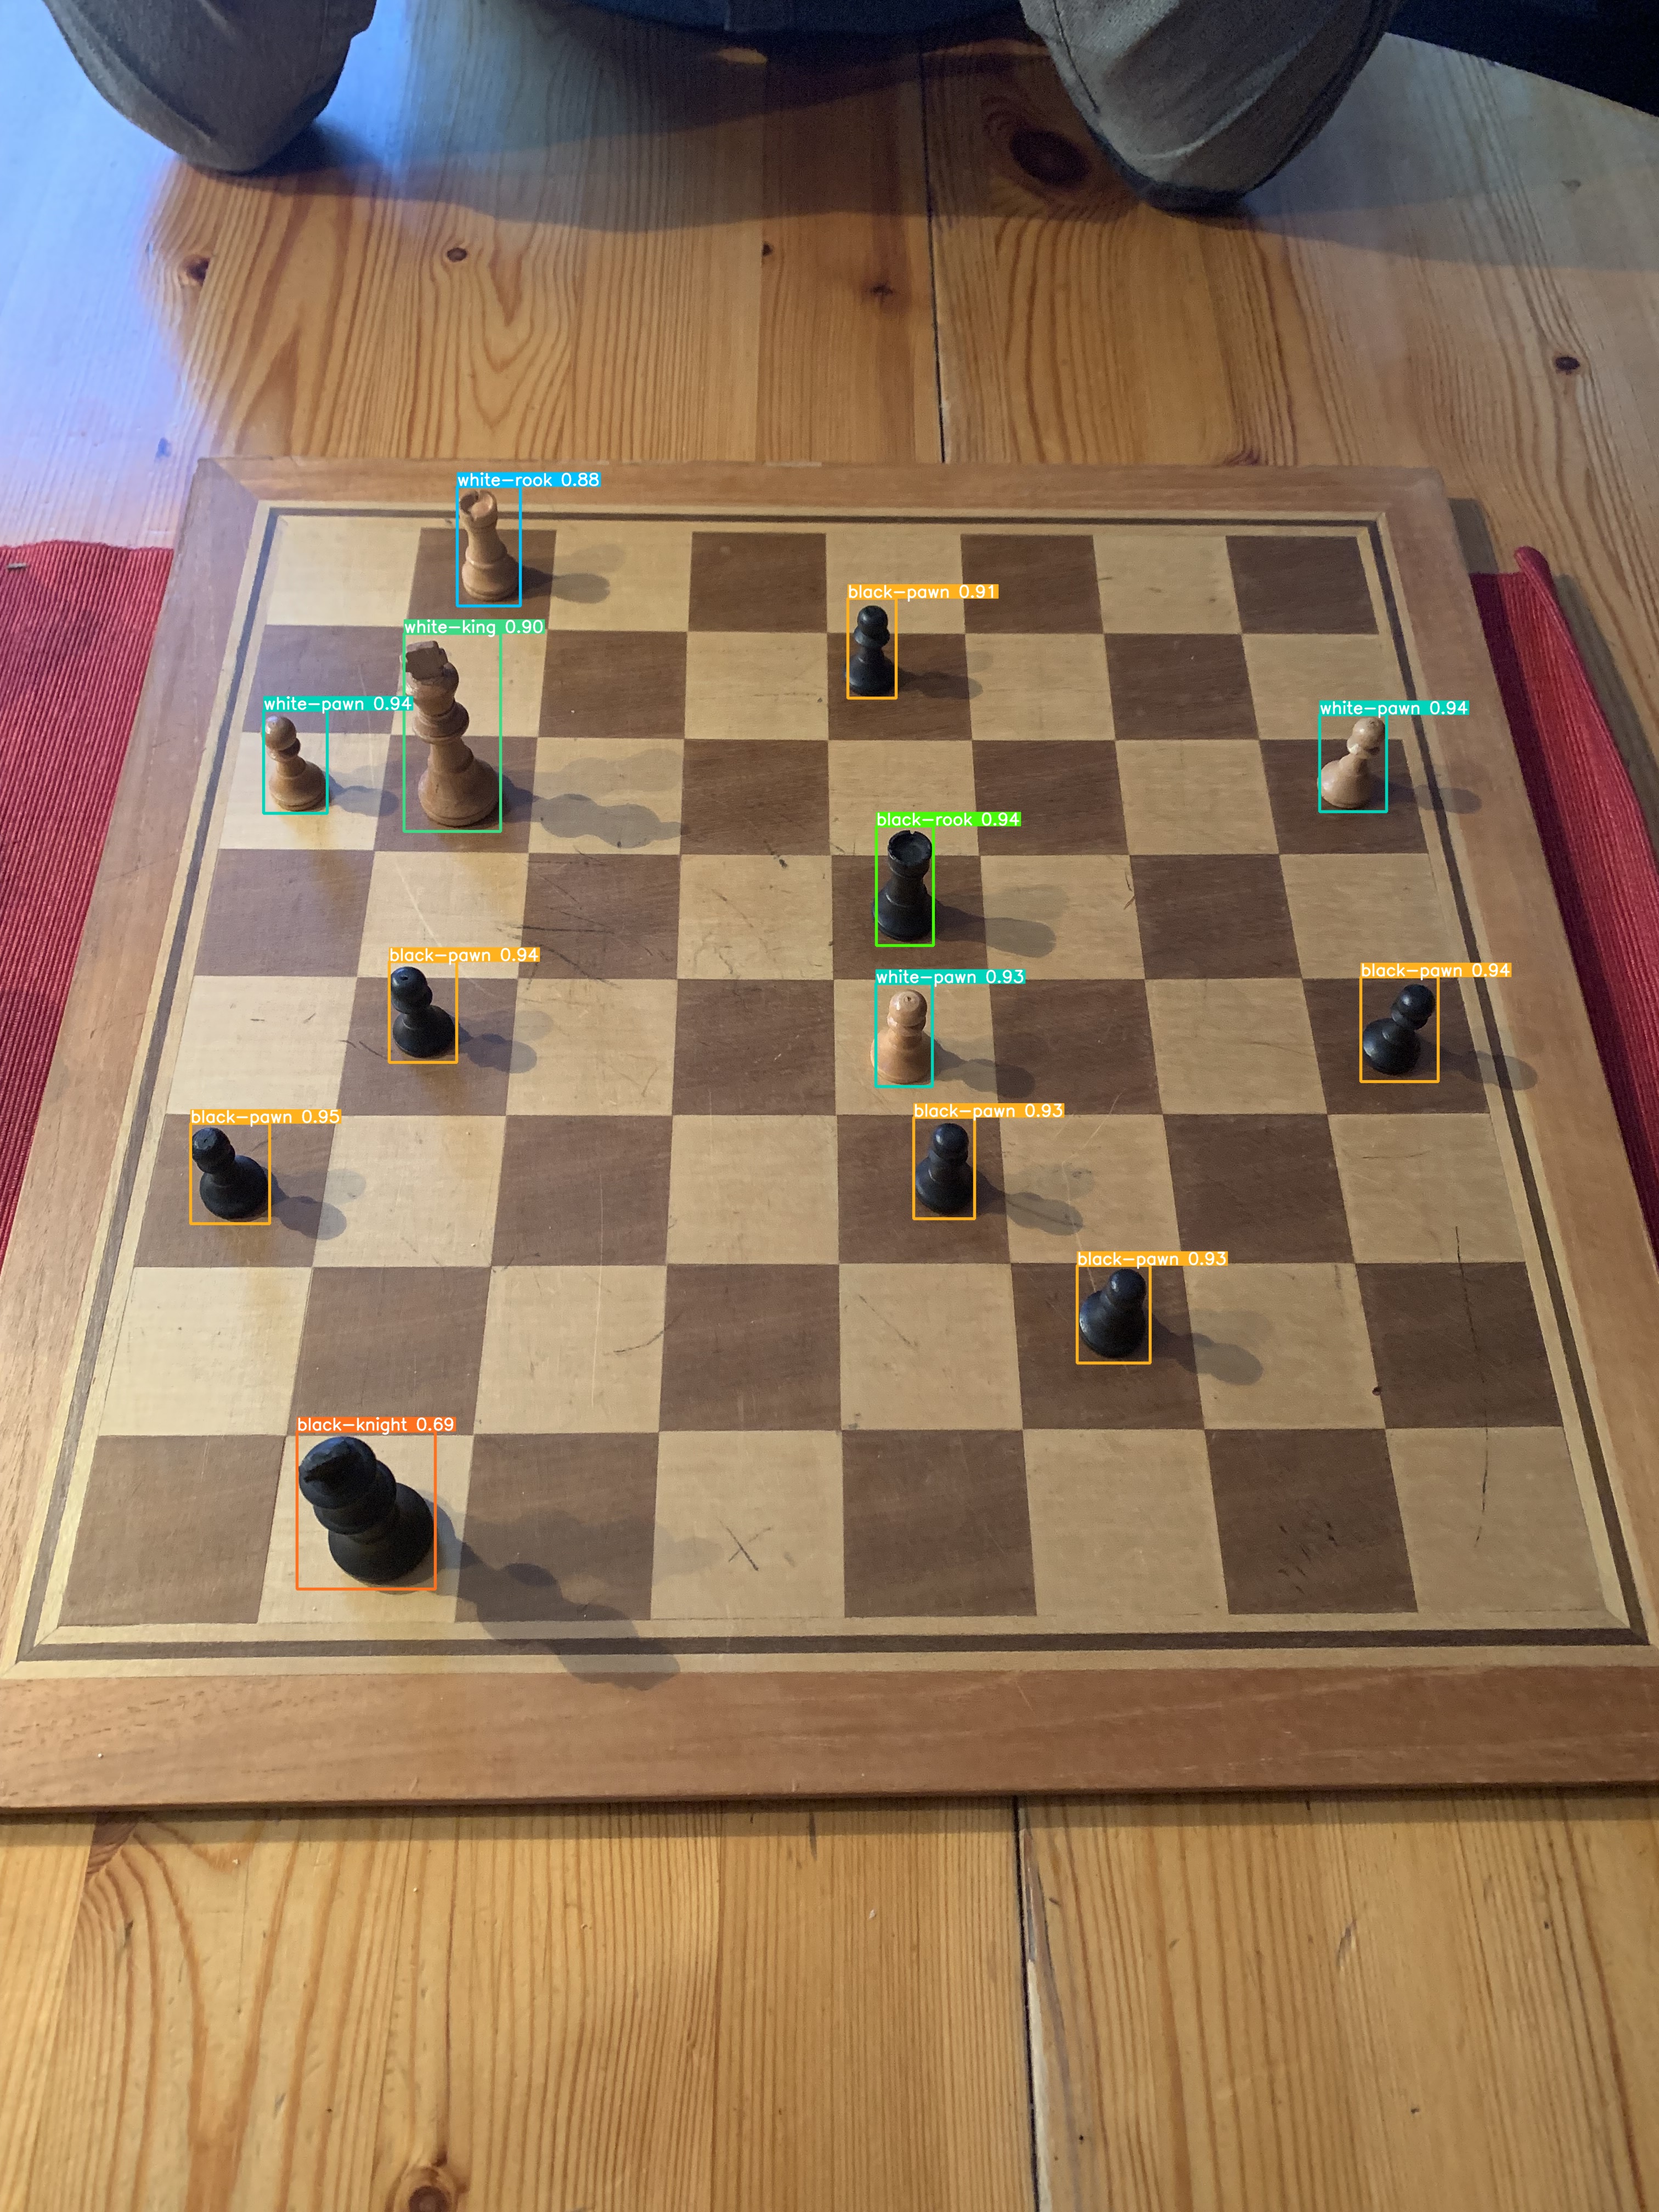 white-rook 0.88
black-pawn 0.91
white-king 0.90
white-pawn 0.94
white-pawn 0.94
black-rook 0.94
black-pawn 0.94
white-pawn 0.93
black-pawn 0.94
black-pawn 0.95
black-pawn 0.93
black-pawn 0.93
black-knight 0.69